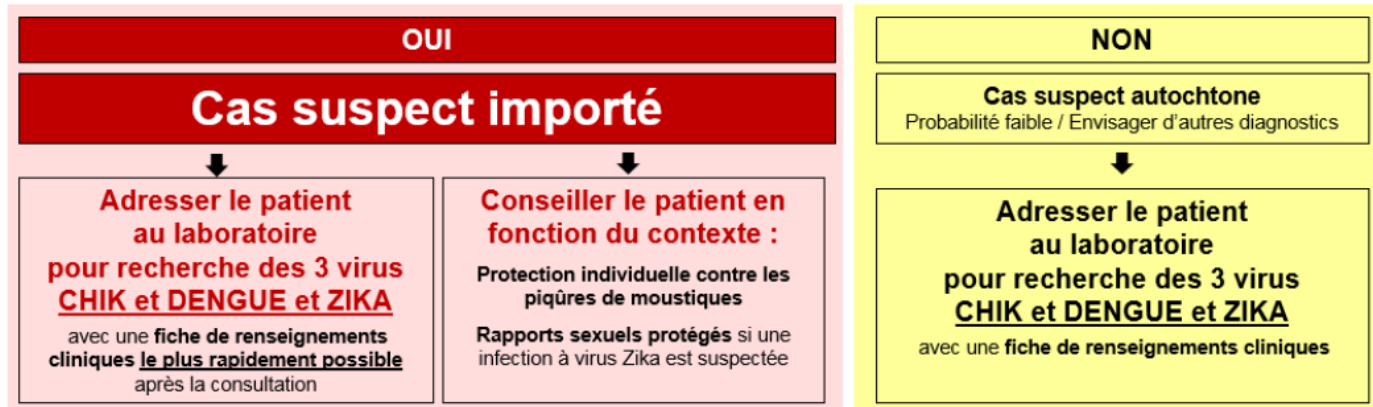 OUI
Cas suspect importé
Adresser le patient
au laboratoire
pour recherche des 3 virus
CHIK et DENGUE et ZIKA
avec une fiche de renseignements
cliniques le plus rapidement possible
après la consultation
Conseiller le patient en
fonction du contexte :
Protection individuelle contre les
piqûres de moustiques
Rapports sexuels protégés si une
infection à virus Zika est suspectée
NON
Cas suspect autochtone
Probabilité faible / Envisager d'autres diagnostics
Adresser le patient
au laboratoire
pour recherche des 3 virus
CHIK et DENGUE et ZIKA
avec une fiche de renseignements cliniques